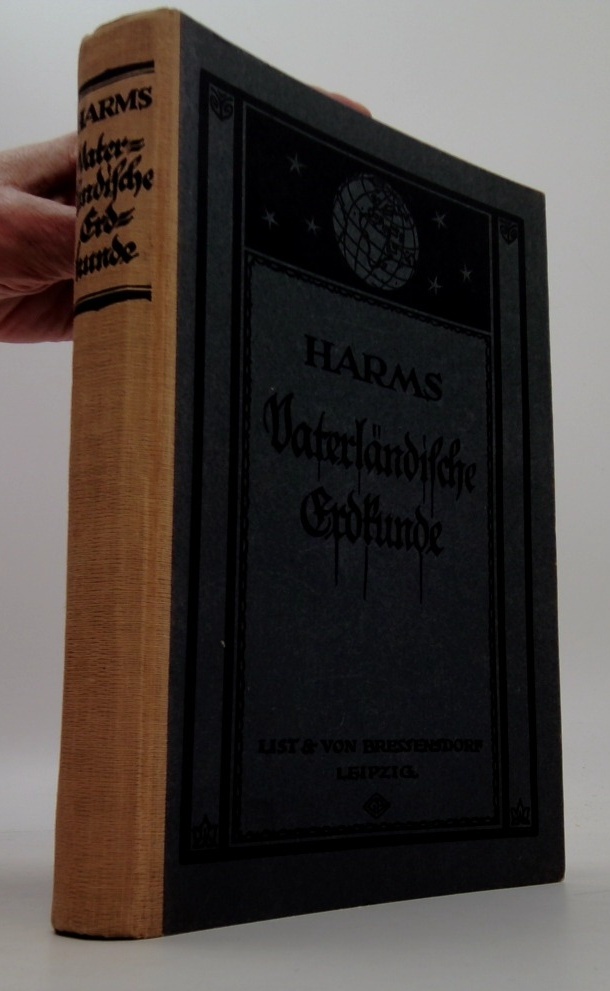 HARMS
Vater=
ländische
Erd=
kunde
HARMS
Vaterländische
Erdkunde
LIST & VON BRESSENSDORF
LEIPZIG.